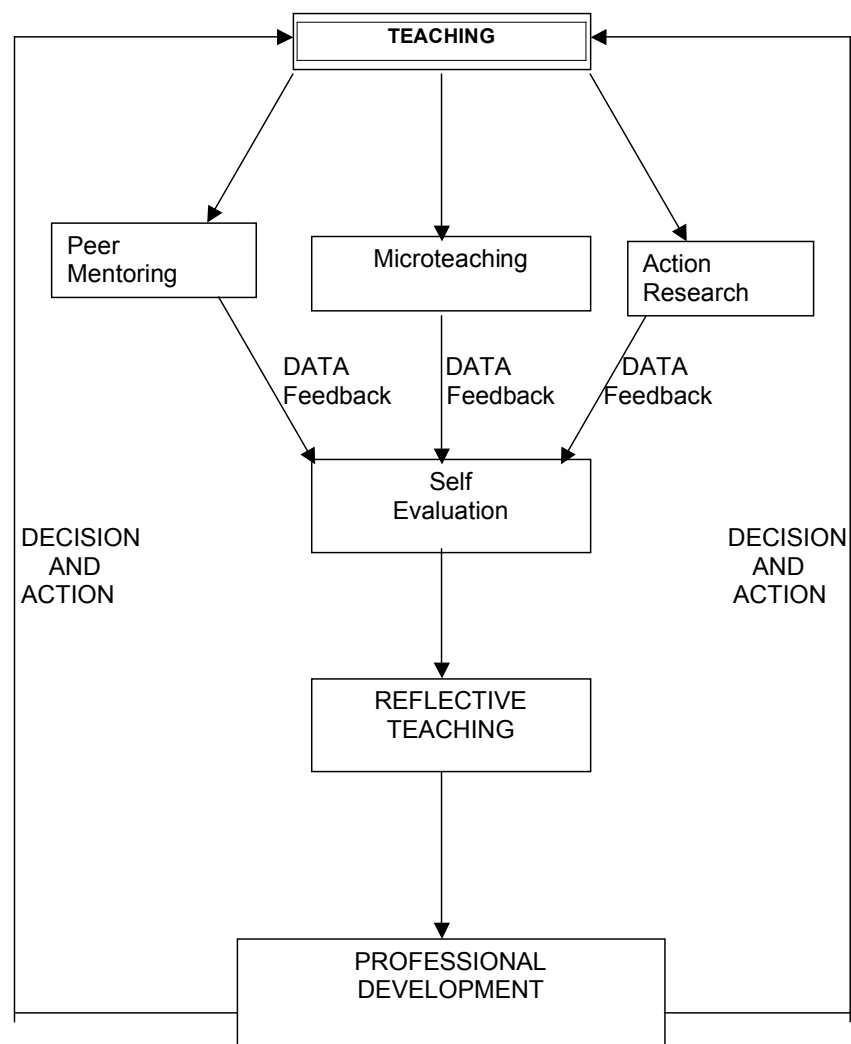 TEACHING
Peer
Mentoring
Microteaching
Action
Research
DATA
Feedback
DATA
Feedback
DATA
Feedback
Self
Evaluation
DECISION
AND
ACTION
DECISION
AND
ACTION
REFLECTIVE
TEACHING
PROFESSIONAL
DEVELOPMENT